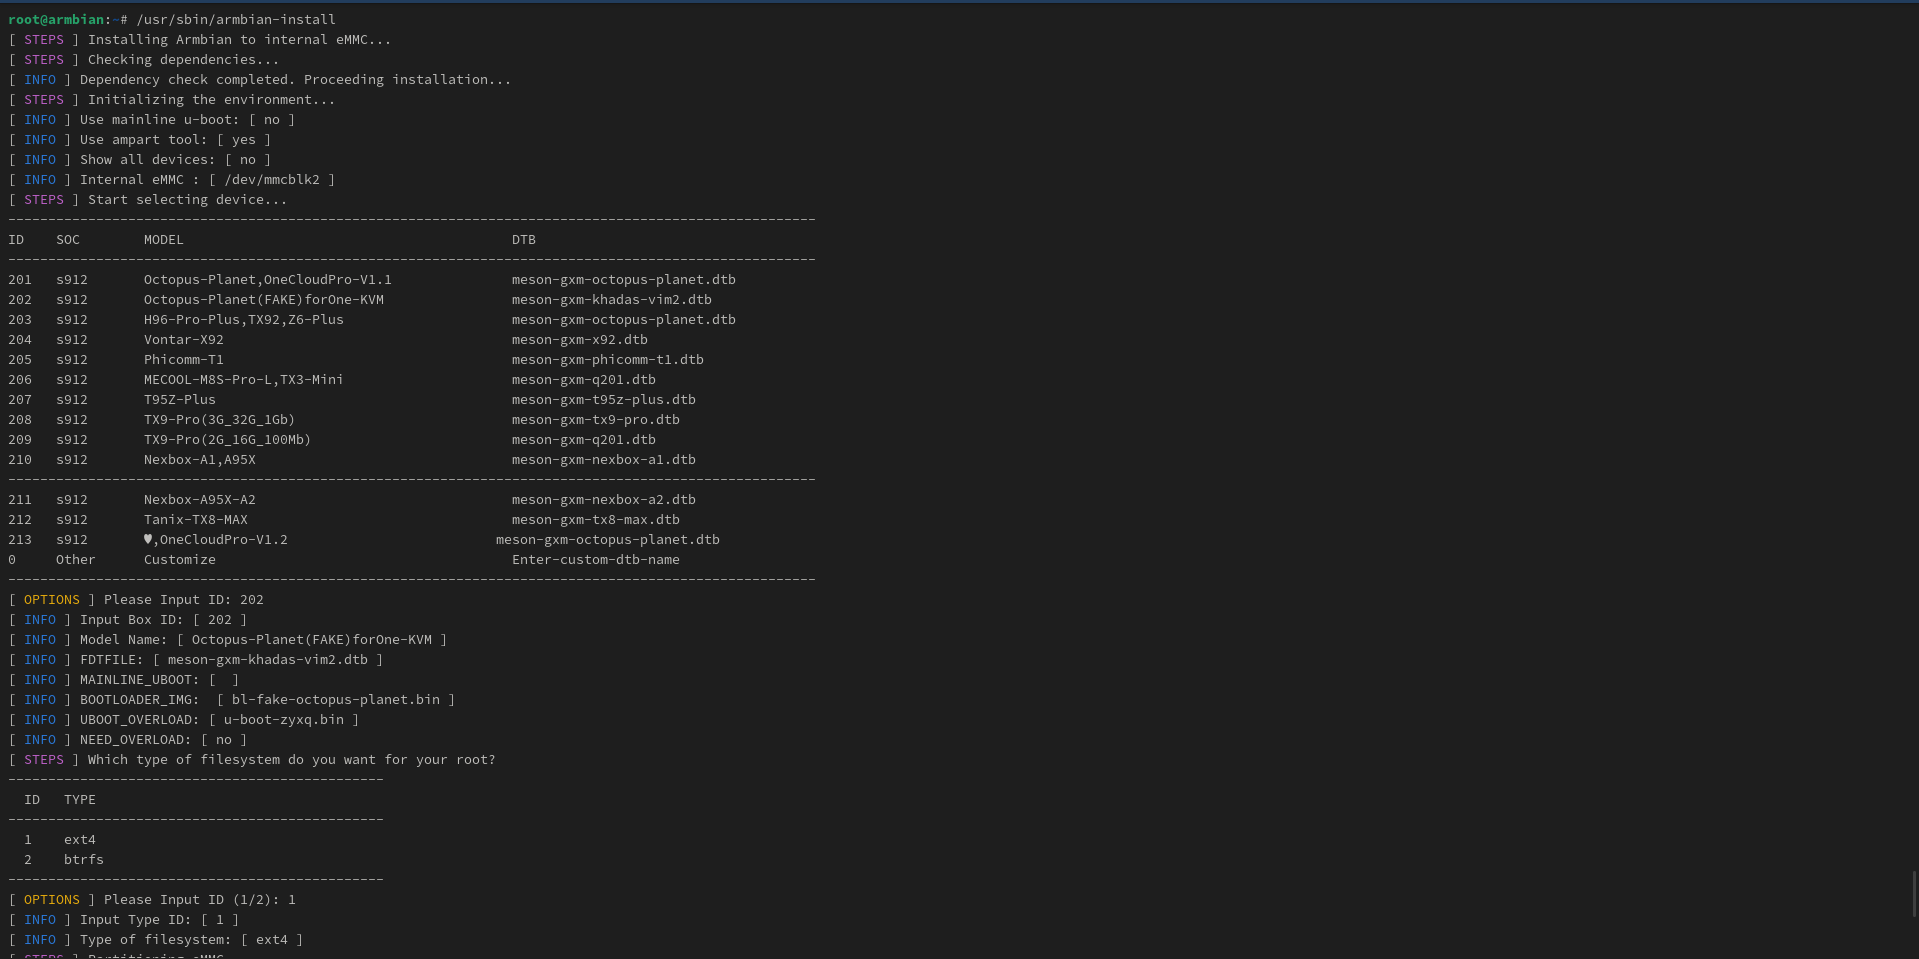 root@armbian:~# /usr/sbin/armbian-install
[ STEPS ] Installing Armbian to internal eMMC...
[ STEPS ] Checking dependencies...
[ INFO ] Dependency check completed. Proceeding installation...
[ STEPS ] Initializing the environment...
[ INFO ] Use mainline u-boot: [ no ]
[ INFO ] Use ampart tool: [ yes ]
[ INFO ] Show all devices: [ no ]
[ INFO ] Internal eMMC : [ /dev/mmcblk2 ]
[ STEPS ] Start selecting device...
-----------------------------------------------------------------------------------------------------
ID    SOC        MODEL                                         DTB
-----------------------------------------------------------------------------------------------------
201   s912       Octopus-Planet,OneCloudPro-V1.1               meson-gxm-octopus-planet.dtb
202   s912       Octopus-Planet(FAKE)forOne-KVM                meson-gxm-khadas-vim2.dtb
203   s912       H96-Pro-Plus,TX92,Z6-Plus                     meson-gxm-octopus-planet.dtb
204   s912       Vontar-X92                                    meson-gxm-x92.dtb
205   s912       Phicomm-T1                                    meson-gxm-phicomm-t1.dtb
206   s912       MECOOL-M8S-Pro-L,TX3-Mini                     meson-gxm-q201.dtb
207   s912       T95Z-Plus                                     meson-gxm-t95z-plus.dtb
208   s912       TX9-Pro(3G_32G_1Gb)                           meson-gxm-tx9-pro.dtb
209   s912       TX9-Pro(2G_16G_100Mb)                         meson-gxm-q201.dtb
210   s912       Nexbox-A1,A95X                                meson-gxm-nexbox-a1.dtb
-----------------------------------------------------------------------------------------------------
211   s912       Nexbox-A95X-A2                                meson-gxm-nexbox-a2.dtb
212   s912       Tanix-TX8-MAX                                 meson-gxm-tx8-max.dtb
213   s912       ♥,OneCloudPro-V1.2                          meson-gxm-octopus-planet.dtb
0     Other      Customize                                     Enter-custom-dtb-name
-----------------------------------------------------------------------------------------------------
[ OPTIONS ] Please Input ID: 202
[ INFO ] Input Box ID: [ 202 ]
[ INFO ] Model Name: [ Octopus-Planet(FAKE)forOne-KVM ]
[ INFO ] FDTFILE: [ meson-gxm-khadas-vim2.dtb ]
[ INFO ] MAINLINE_UBOOT: [  ]
[ INFO ] BOOTLOADER_IMG:  [ bl-fake-octopus-planet.bin ]
[ INFO ] UBOOT_OVERLOAD: [ u-boot-zyxq.bin ]
[ INFO ] NEED_OVERLOAD: [ no ]
[ STEPS ] Which type of filesystem do you want for your root?
-----------------------------------------------
  ID   TYPE
-----------------------------------------------
  1    ext4
  2    btrfs
-----------------------------------------------
[ OPTIONS ] Please Input ID (1/2): 1
[ INFO ] Input Type ID: [ 1 ]
[ INFO ] Type of filesystem: [ ext4 ]
[ STEPS ] Partitioning eMMC